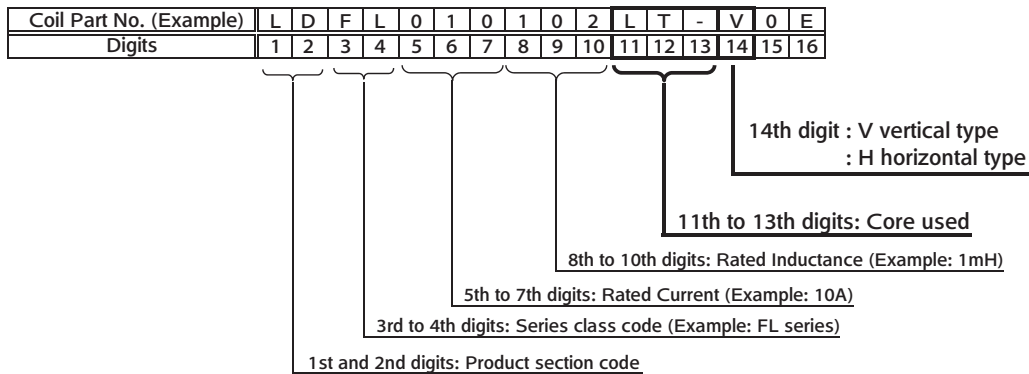 Coil Part No. (Example) L D F L 0 1 0 1 0 2 L T - V 0 E
Digits 1 2 3 4 5 6 7 8 9 10 11 12 13 14 15 16
14th digit : V vertical type
: H horizontal type
11th to 13th digits: Core used
8th to 10th digits: Rated Inductance (Example: 1mH)
5th to 7th digits: Rated Current (Example: 10A)
3rd to 4th digits: Series class code (Example: FL series)
1st and 2nd digits: Product section code